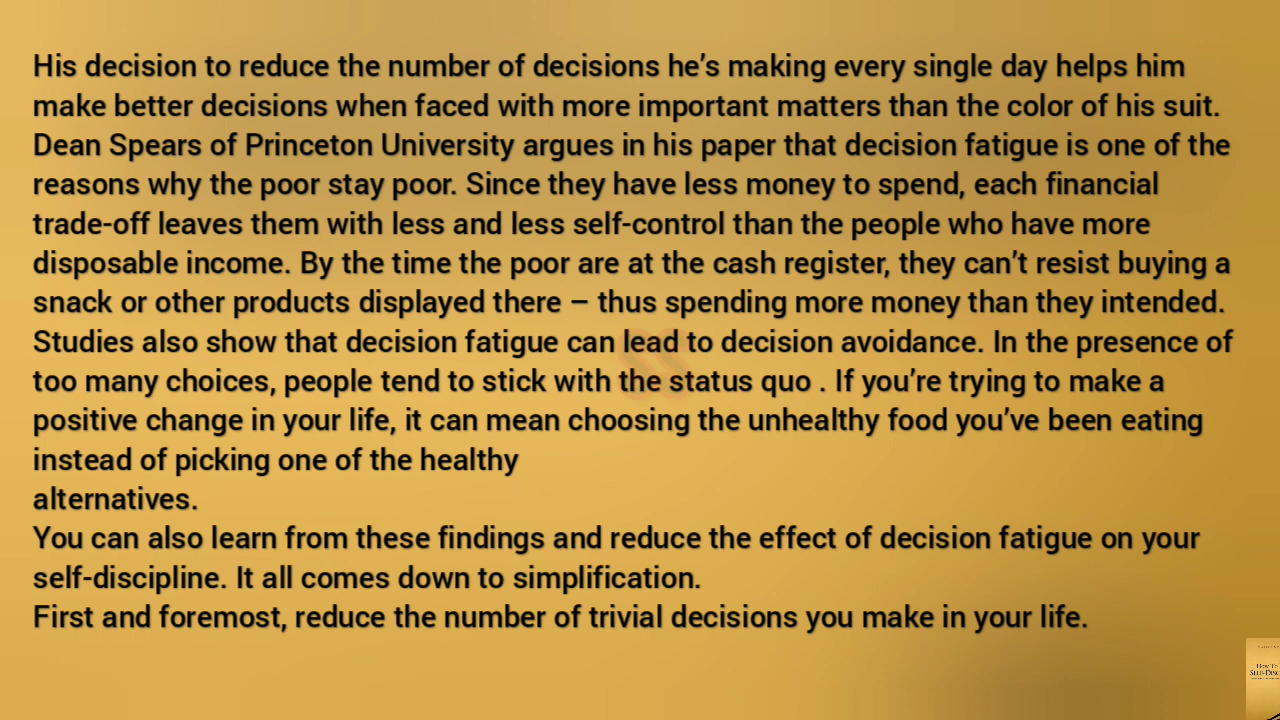 His decision to reduce the number of decisions he’s making every single day helps him
make better decisions when faced with more important matters than the color of his suit.
Dean Spears of Princeton University argues in his paper that decision fatigue is one of the
reasons why the poor stay poor. Since they have less money to spend, each financial
trade-off leaves them with less and less self-control than the people who have more
disposable income. By the time the poor are at the cash register, they can’t resist buying a
snack or other products displayed there – thus spending more money than they intended.
Studies also show that decision fatigue can lead to decision avoidance. In the presence of
too many choices, people tend to stick with the status quo . If you’re trying to make a
positive change in your life, it can mean choosing the unhealthy food you’ve been eating
instead of picking one of the healthy
alternatives.
You can also learn from these findings and reduce the effect of decision fatigue on your
self-discipline. It all comes down to simplification.
First and foremost, reduce the number of trivial decisions you make in your life.
How To